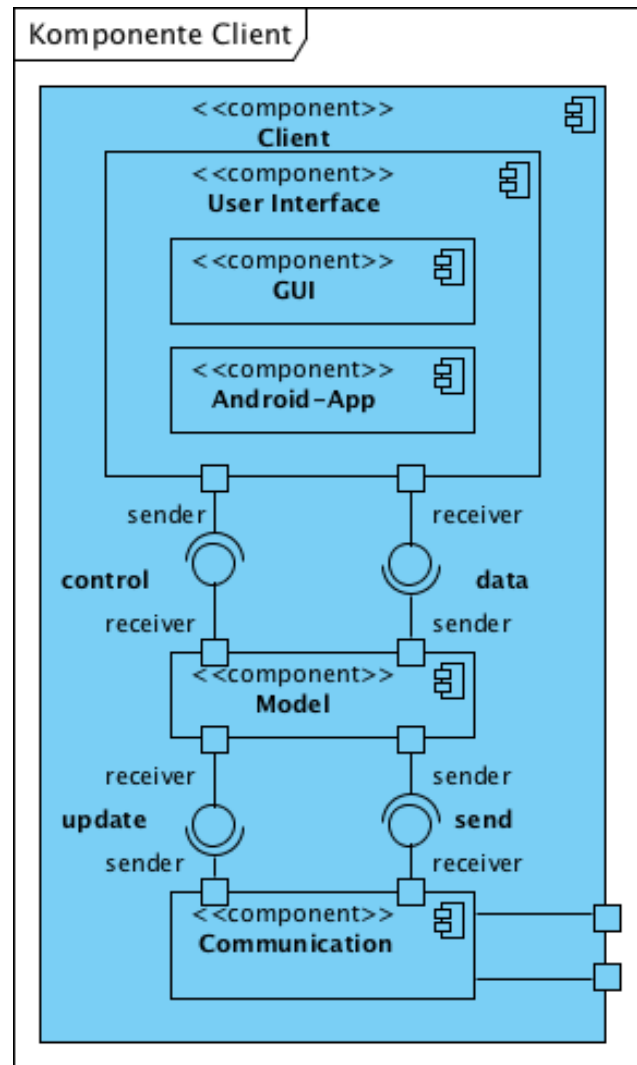 Komponente Client
<<component>>
Client
<<component>>
User Interface
<<component>>
GUI
<<component>>
Android-App
sender
receiver
control
data
receiver
sender
<<component>>
Model
receiver
sender
update
send
sender
receiver
<<component>>
Communication